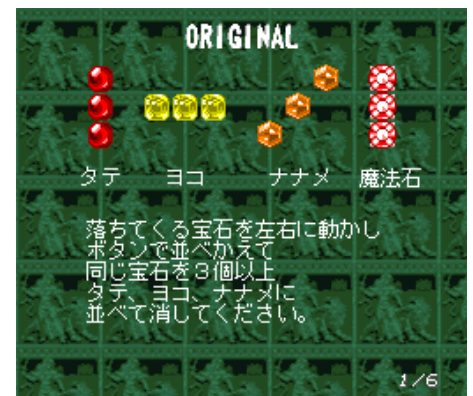 ORIGINAL
タテ ヨコ ナナメ 魔法石
落ちてくる宝石を左右に動かし
ボタンで並べかえて
同じ宝石を3個以上
タテ、ヨコ、ナナメに
並べて消してください。
1/6